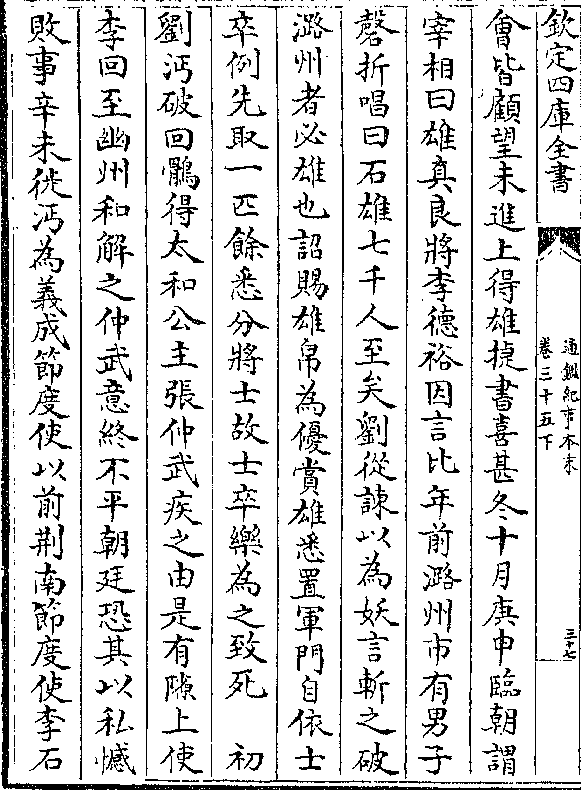 欽定四庫全書
通鑑紀事本末
卷三十五下
三十七
會皆顧望未進上得雄捷書喜甚冬十月庚申臨朝謂
宰相曰雄真良將李德裕因言比年前潞州市有男子
磬折唱曰石雄七千人至矣劉從諫以為妖言斬之破
潞州者必雄也詔賜雄帛為優賞雄悉置軍門自依士
卒例先取一匹餘悉分將士故士卒樂為之致死　初
劉沔破回鶻得太和公主張仲武疾之由是有隙上使
李回至幽州和解之仲武意終不平朝廷恐其以私憾
敗事辛未徙沔為義成節度使以前荆南節度使李石